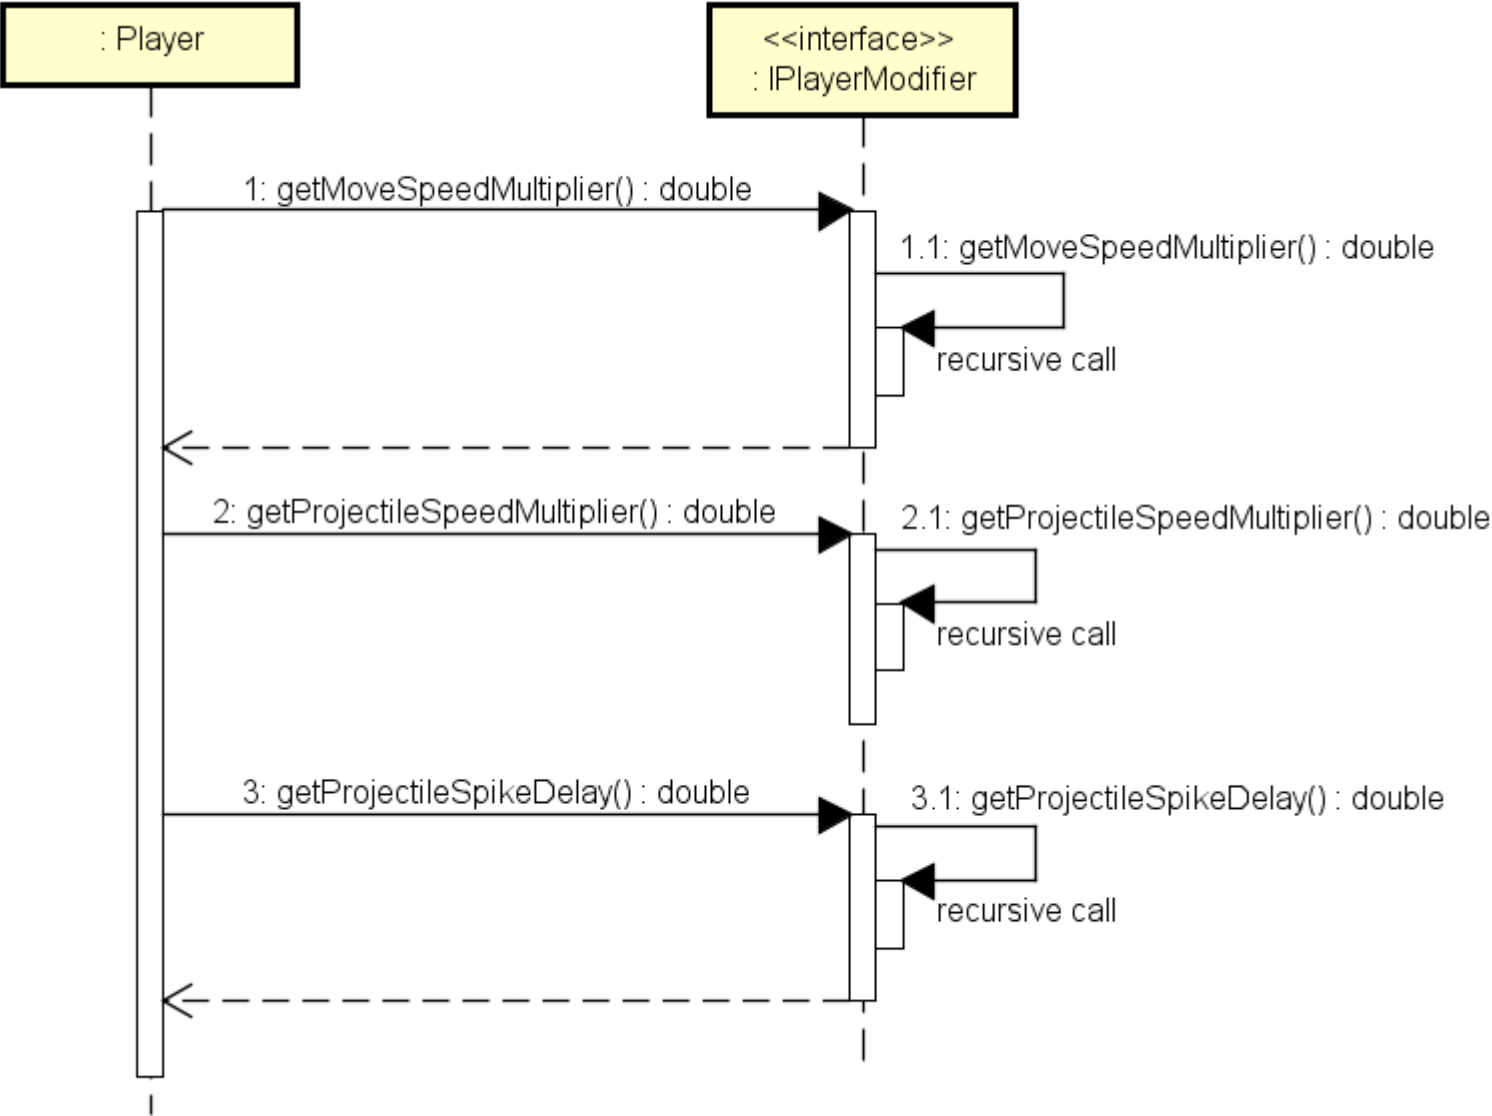 : Player
<<interface>>
: IPlayerModifier
1: getMoveSpeedMultiplier() : double
1.1: getMoveSpeedMultiplier() : double
recursive call
2: getProjectileSpeedMultiplier() : double
2.1: getProjectileSpeedMultiplier() : double
recursive call
3: getProjectileSpikeDelay() : double
3.1: getProjectileSpikeDelay() : double
recursive call